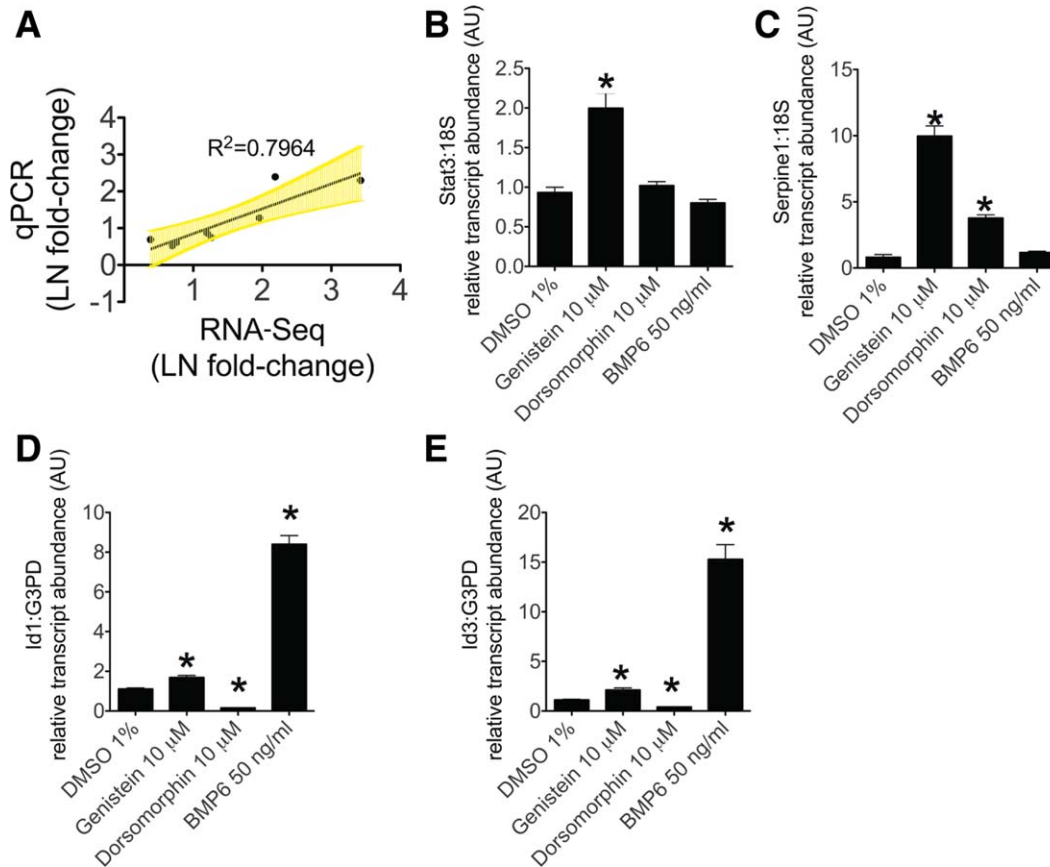 A
qPCR
(LN fold-change)
4
3
2
1
0
-1
R²=0.7964
1
2
3
4
RNA-Seq
(LN fold-change)
B
Stat3:18S
relative transcript abundance (AU)
2.5
2.0
1.5
1.0
0.5
0.0
*
DMSO 1%
Genistein 10 μM
Dorsomorphin 10 μM
BMP6 50 ng/ml
C
Serpine1:18S
relative transcript abundance (AU)
15
10
5
0
*
*
DMSO 1%
Genistein 10 μM
Dorsomorphin 10 μM
BMP6 50 ng/ml
D
Id1:G3PD
relative transcript abundance (AU)
10
8
6
4
2
0
*
*
*
DMSO 1%
Genistein 10 μM
Dorsomorphin 10 μM
BMP6 50 ng/ml
E
Id3:G3PD
relative transcript abundance (AU)
20
15
10
5
0
*
*
*
DMSO 1%
Genistein 10 μM
Dorsomorphin 10 μM
BMP6 50 ng/ml